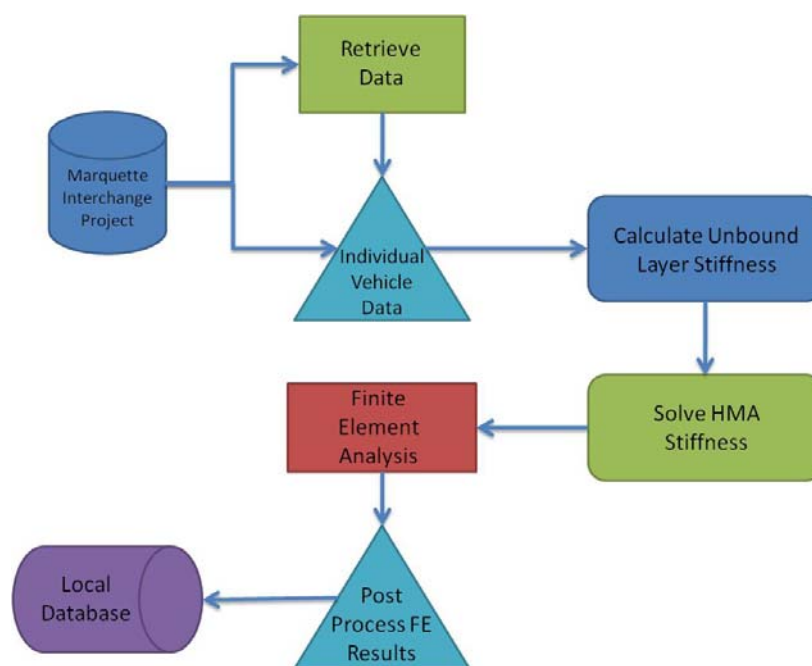 Retrieve
Data
Marquette
Interchange
Project
Individual
Vehicle
Data
Calculate Unbound
Layer Stiffness
Solve HMA
Stiffness
Finite
Element
Analysis
Post
Process FE
Results
Local
Database